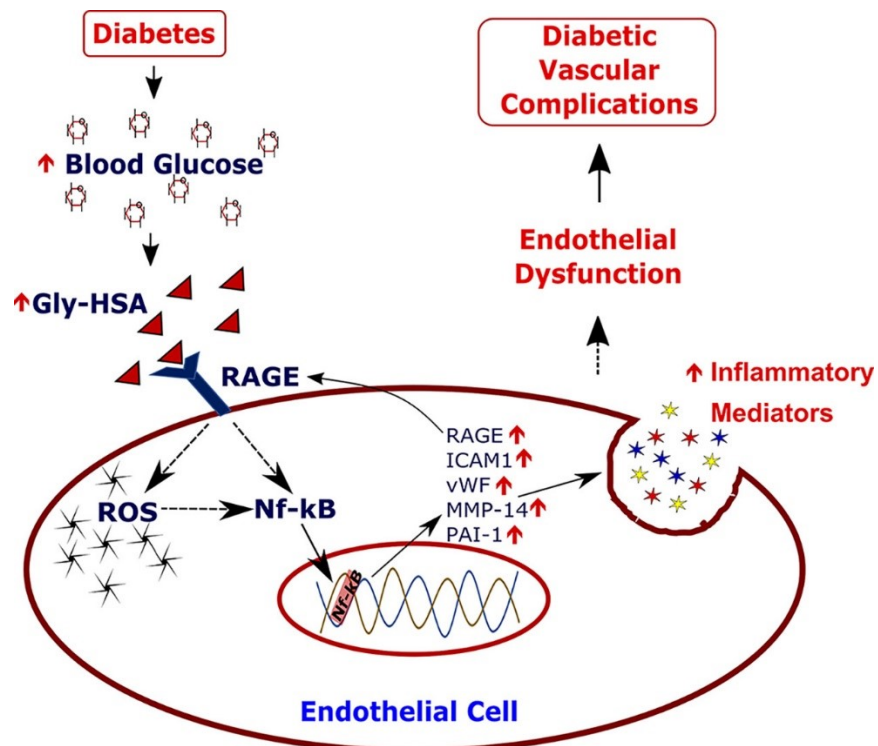 Diabetes
↑ Blood Glucose
↑Gly-HSA
RAGE
ROS
Nf-kB
Nf-kB
RAGE↑
ICAM1↑
vWF↑
MMP-14↑
PAI-1↑
Endothelial Cell
↑ Inflammatory
Mediators
Endothelial
Dysfunction
Diabetic
Vascular
Complications